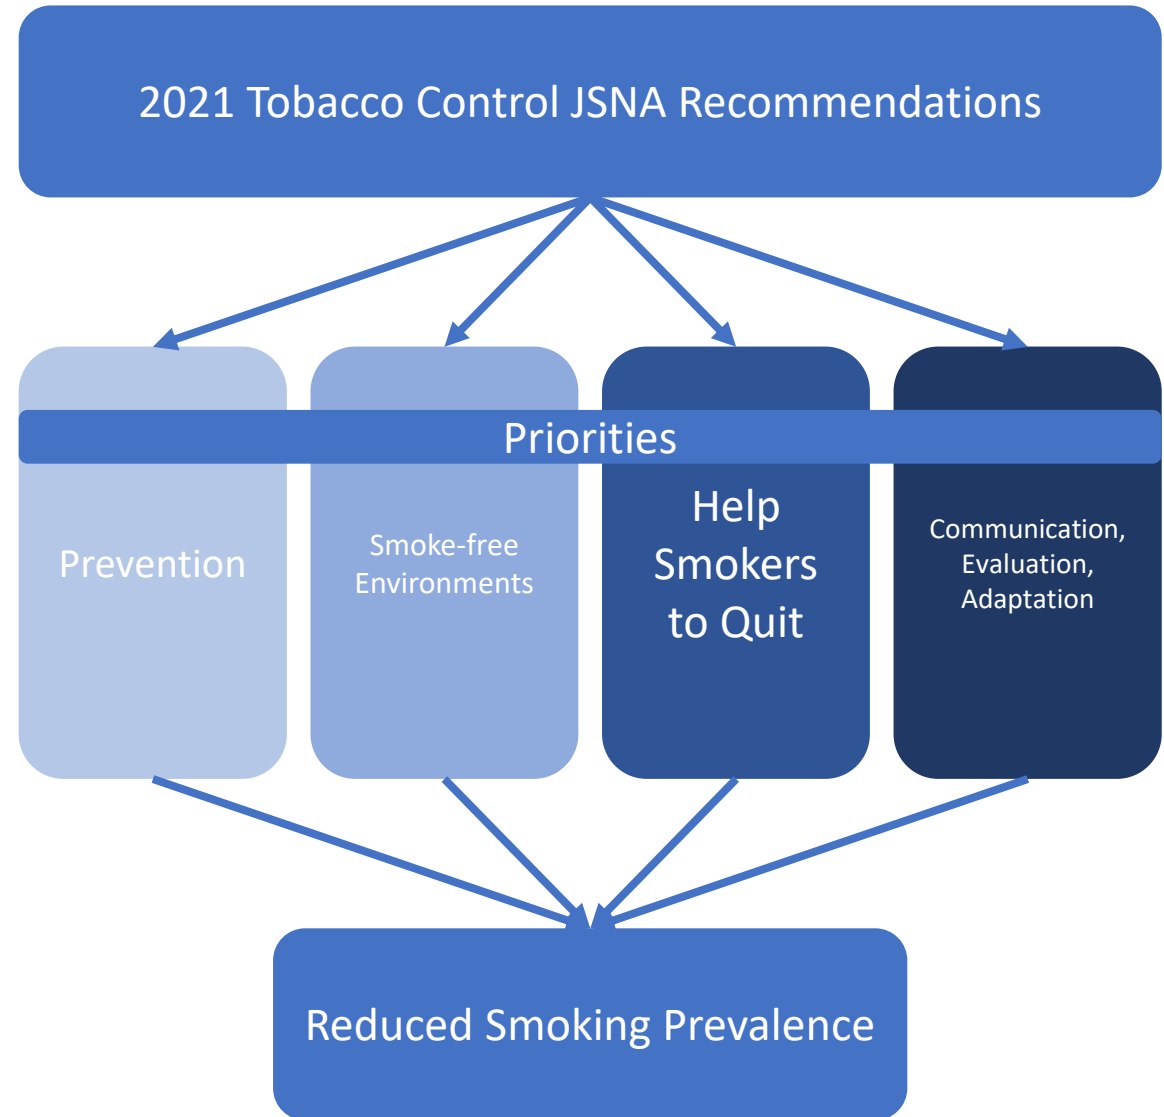 2021 Tobacco Control JSNA Recommendations
Priorities
Prevention
Smoke-free
Environments
Help
Smokers
to Quit
Communication,
Evaluation,
Adaptation
Reduced Smoking Prevalence